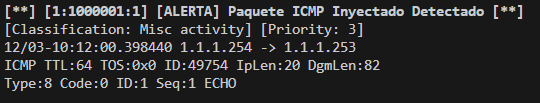 [**] [1:1000001:1] [ALERTA] Paquete ICMP Inyectado Detectado [**]
[Classification: Misc activity] [Priority: 3]
12/03-10:12:00.398440 1.1.1.254 -> 1.1.1.253
ICMP TTL:64 TOS:0x0 ID:49754 IpLen:20 DgmLen:82
Type:8 Code:0 ID:1 Seq:1 ECHO